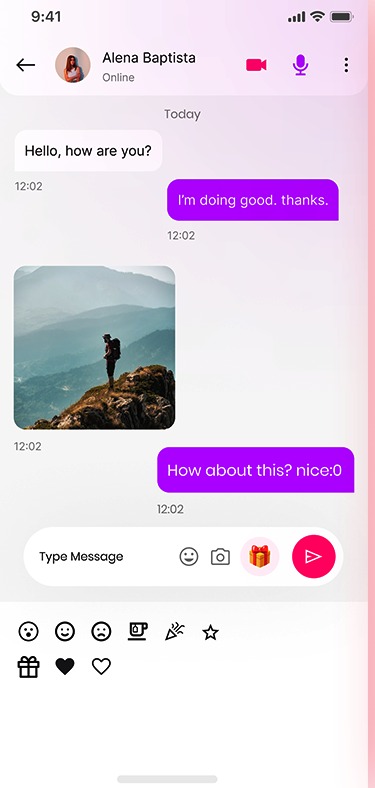 9:41
Alena Baptista
Online
Today
Hello, how are you?
12:02
I'm doing good. thanks.
12:02
12:02
How about this? nice:0
12:02
Type Message